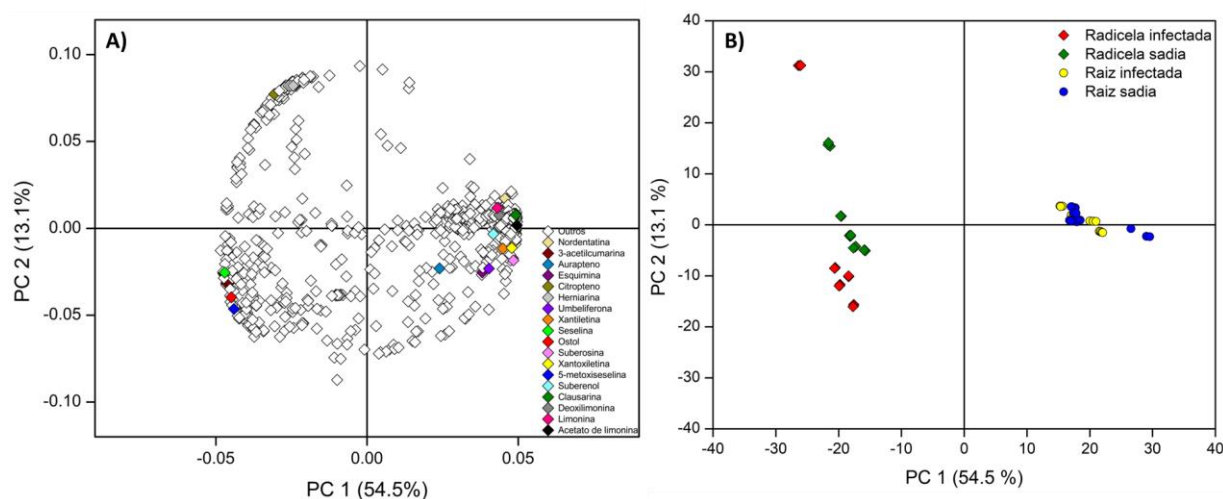 A)
PC 2 (13.1%)
0.10
0.05
0.00
-0.05
-0.10
-0.05
0.00
0.05
PC 1 (54.5%)
Outros
Nordentatina
3-acetilcumarina
Aurapteno
Esquimina
Citropteno
Herniarina
Umbeliferona
Xantiletina
Seselina
Ostol
Suberosina
Xantoxiletina
5-metoxiseselina
Suberenol
Clausarina
Deoxilimonina
Limonina
Acetato de limonina
B)
PC 2 (13.1 %)
40
30
20
10
0
-10
-20
-30
-40
-40
-30
-20
-10
0
10
20
30
40
PC 1 (54.5 %)
Radicela infectada
Radicela sadia
Raiz infectada
Raiz sadia